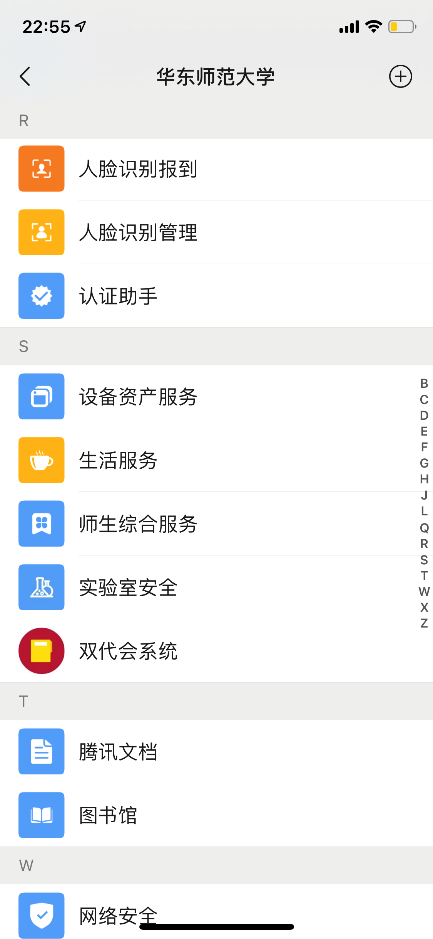 22:55
华东师范大学
R
人脸识别报到
人脸识别管理
认证助手
S
设备资产服务
生活服务
师生综合服务
实验室安全
双代会系统
T
腾讯文档
图书馆
W
网络安全
B
C
D
E
F
G
H
J
L
Q
R
S
T
W
X
Z